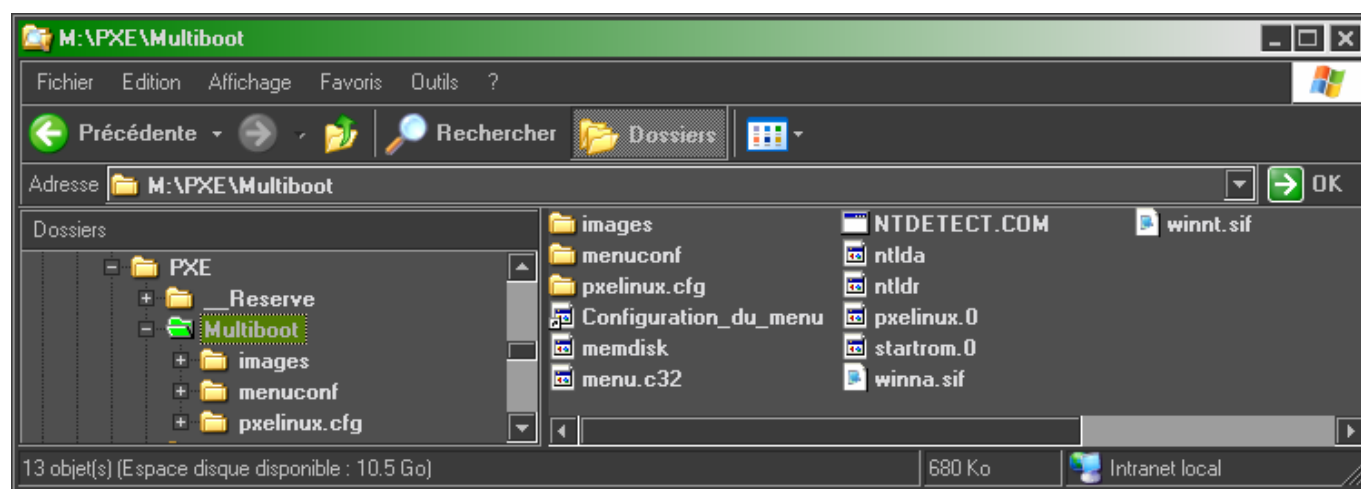 M:\PXE\Multiboot
Fichier Edition Affichage Favoris Outils ?
Précédente Rechercher Dossiers
Adresse M:\PXE\Multiboot OK
Dossiers
PXE
__Reserve
Multiboot
images
menuconf
pxelinux.cfg
images NTDETECT.COM winnt.sif
menuconf ntlda
pxelinux.cfg ntldr
Configuration_du_menu pxelinux.0
memdisk startrom.0
menu.c32 winna.sif
13 objet(s) (Espace disque disponible : 10.5 Go) 680 Ko Intranet local